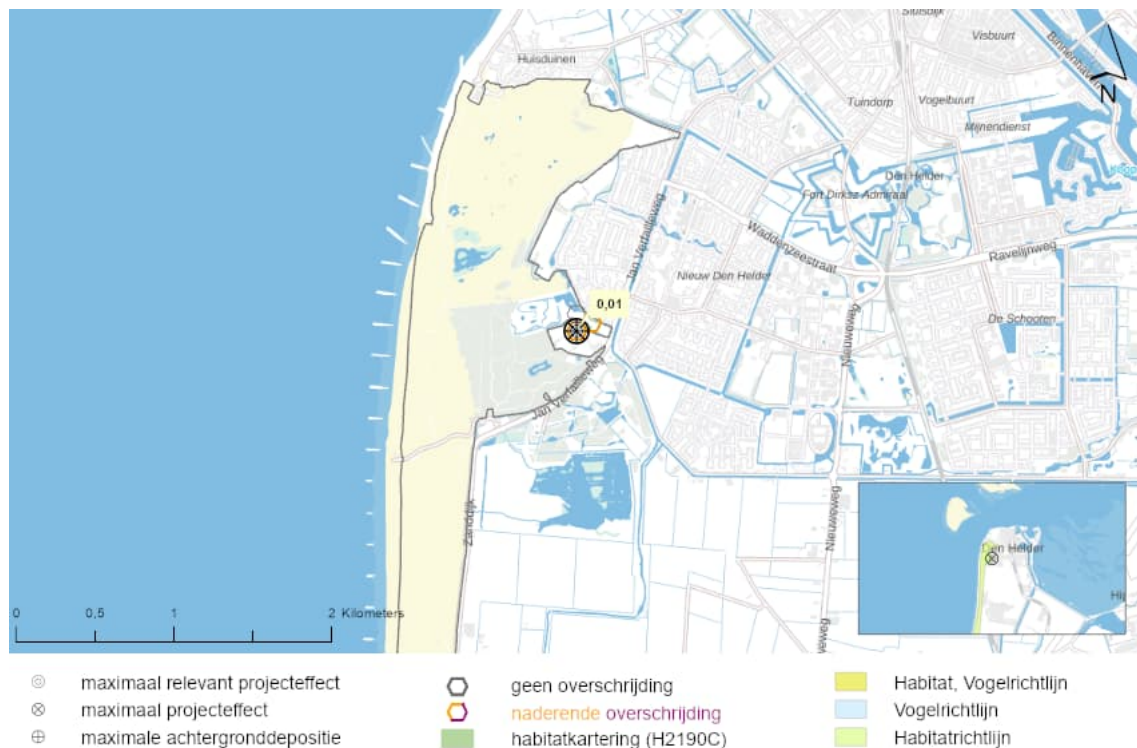 Sluisdijk
Visbuurt
Huisduinen
Binnenhaven
N
Tuindorp
Vogelbuurt
Mijnendienst
Den Helder
Fort Dirksz Admiraal
Jan Verfailleweg
Waddenzeestraat
Ravelijnweg
Nieuw Den Helder
0,01
De Schooten
Nieuweweg
Jan Verfailleweg
Zanddijk
Nieuweweg
Den Helder
0 0,5 1 2 Kilometers
maximaal relevant projecteffect
maximaal projecteffect
maximale achtergronddepositie
geen overschrijding
naderende overschrijding
habitatkartering (H2190C)
Habitat, Vogelrichtlijn
Vogelrichtlijn
Habitatrichtlijn